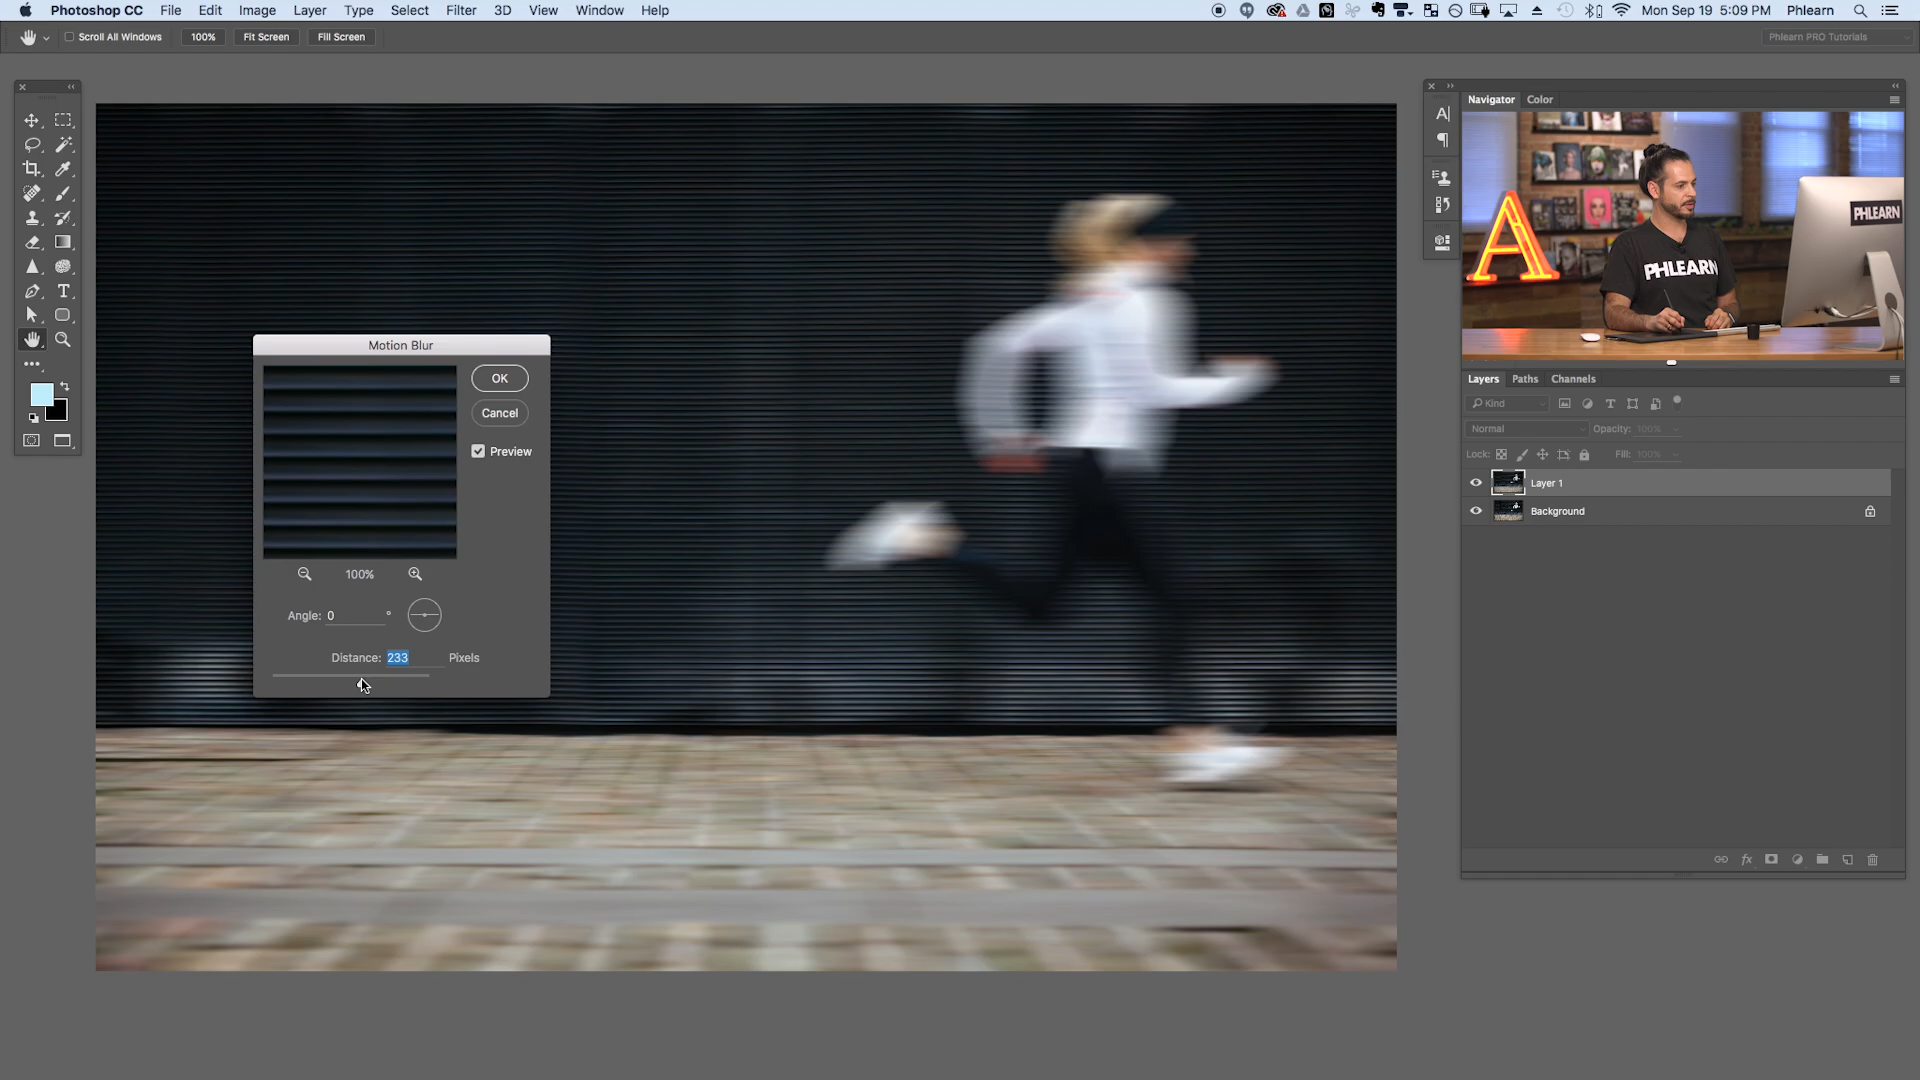 Photoshop CC File Edit Image Layer Type Select Filter 3D View Window Help Mon Sep 19 5:09 PM Phlearn
Scroll All Windows 100% Fit Screen Fill Screen Phlearn PRO Tutorials
Navigator Color
PHLEARN
PHLEARN
Motion Blur
OK
Cancel
Preview
100%
Angle: 0 °
Distance: 233 Pixels
Layers Paths Channels
Kind
Normal Opacity: 100%
Lock: Fill: 100%
Layer 1
Background